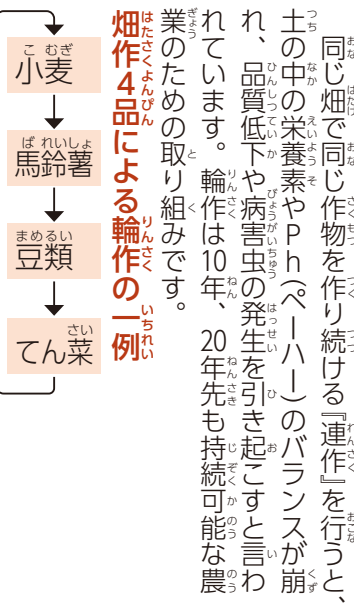 同じ畑で同じ作物を作り続ける『連作』を行うと、
土の中の栄養素やPh(ペーハー)のバランスが崩
れ、品質低下や病害虫の発生を引き起こすと言わ
れています。輪作は10年、20年先も持続可能な農
業のための取り組みです。
畑作4品による輪作の一例
小麦
馬鈴薯
豆類
てん菜